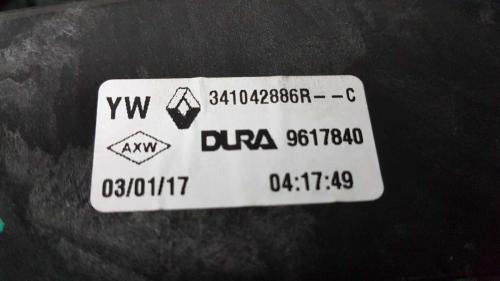 YW 341042886R--C
AXW DURA 9617840
03/01/17 04:17:49